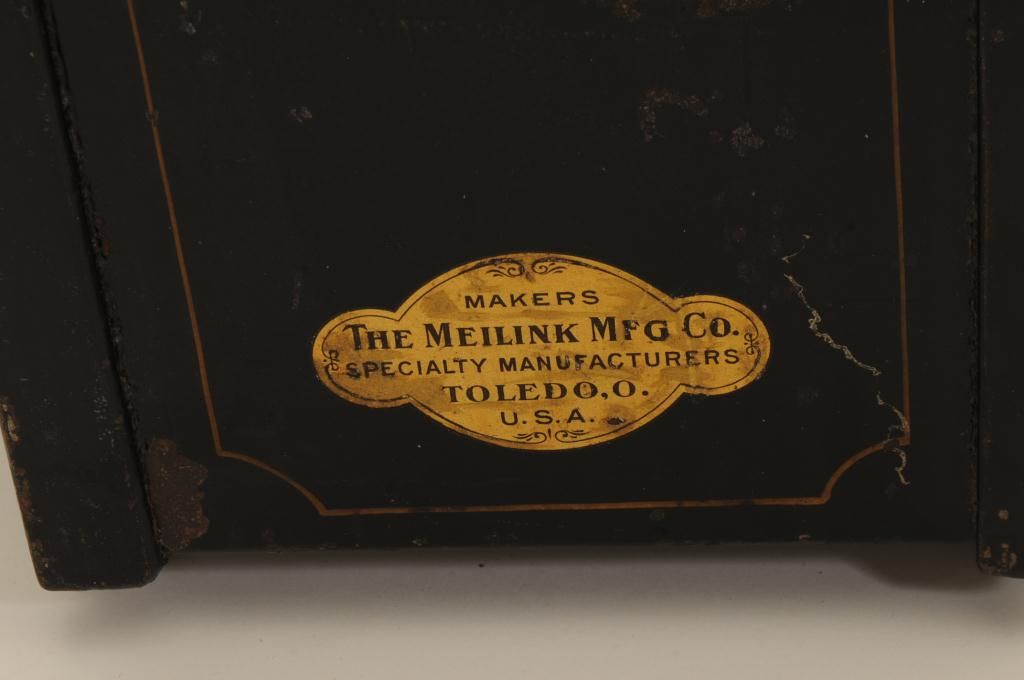 MAKERS
THE MEILINK MFG CO.
SPECIALTY MANUFACTURERS
TOLEDO, O.
U.S.A.